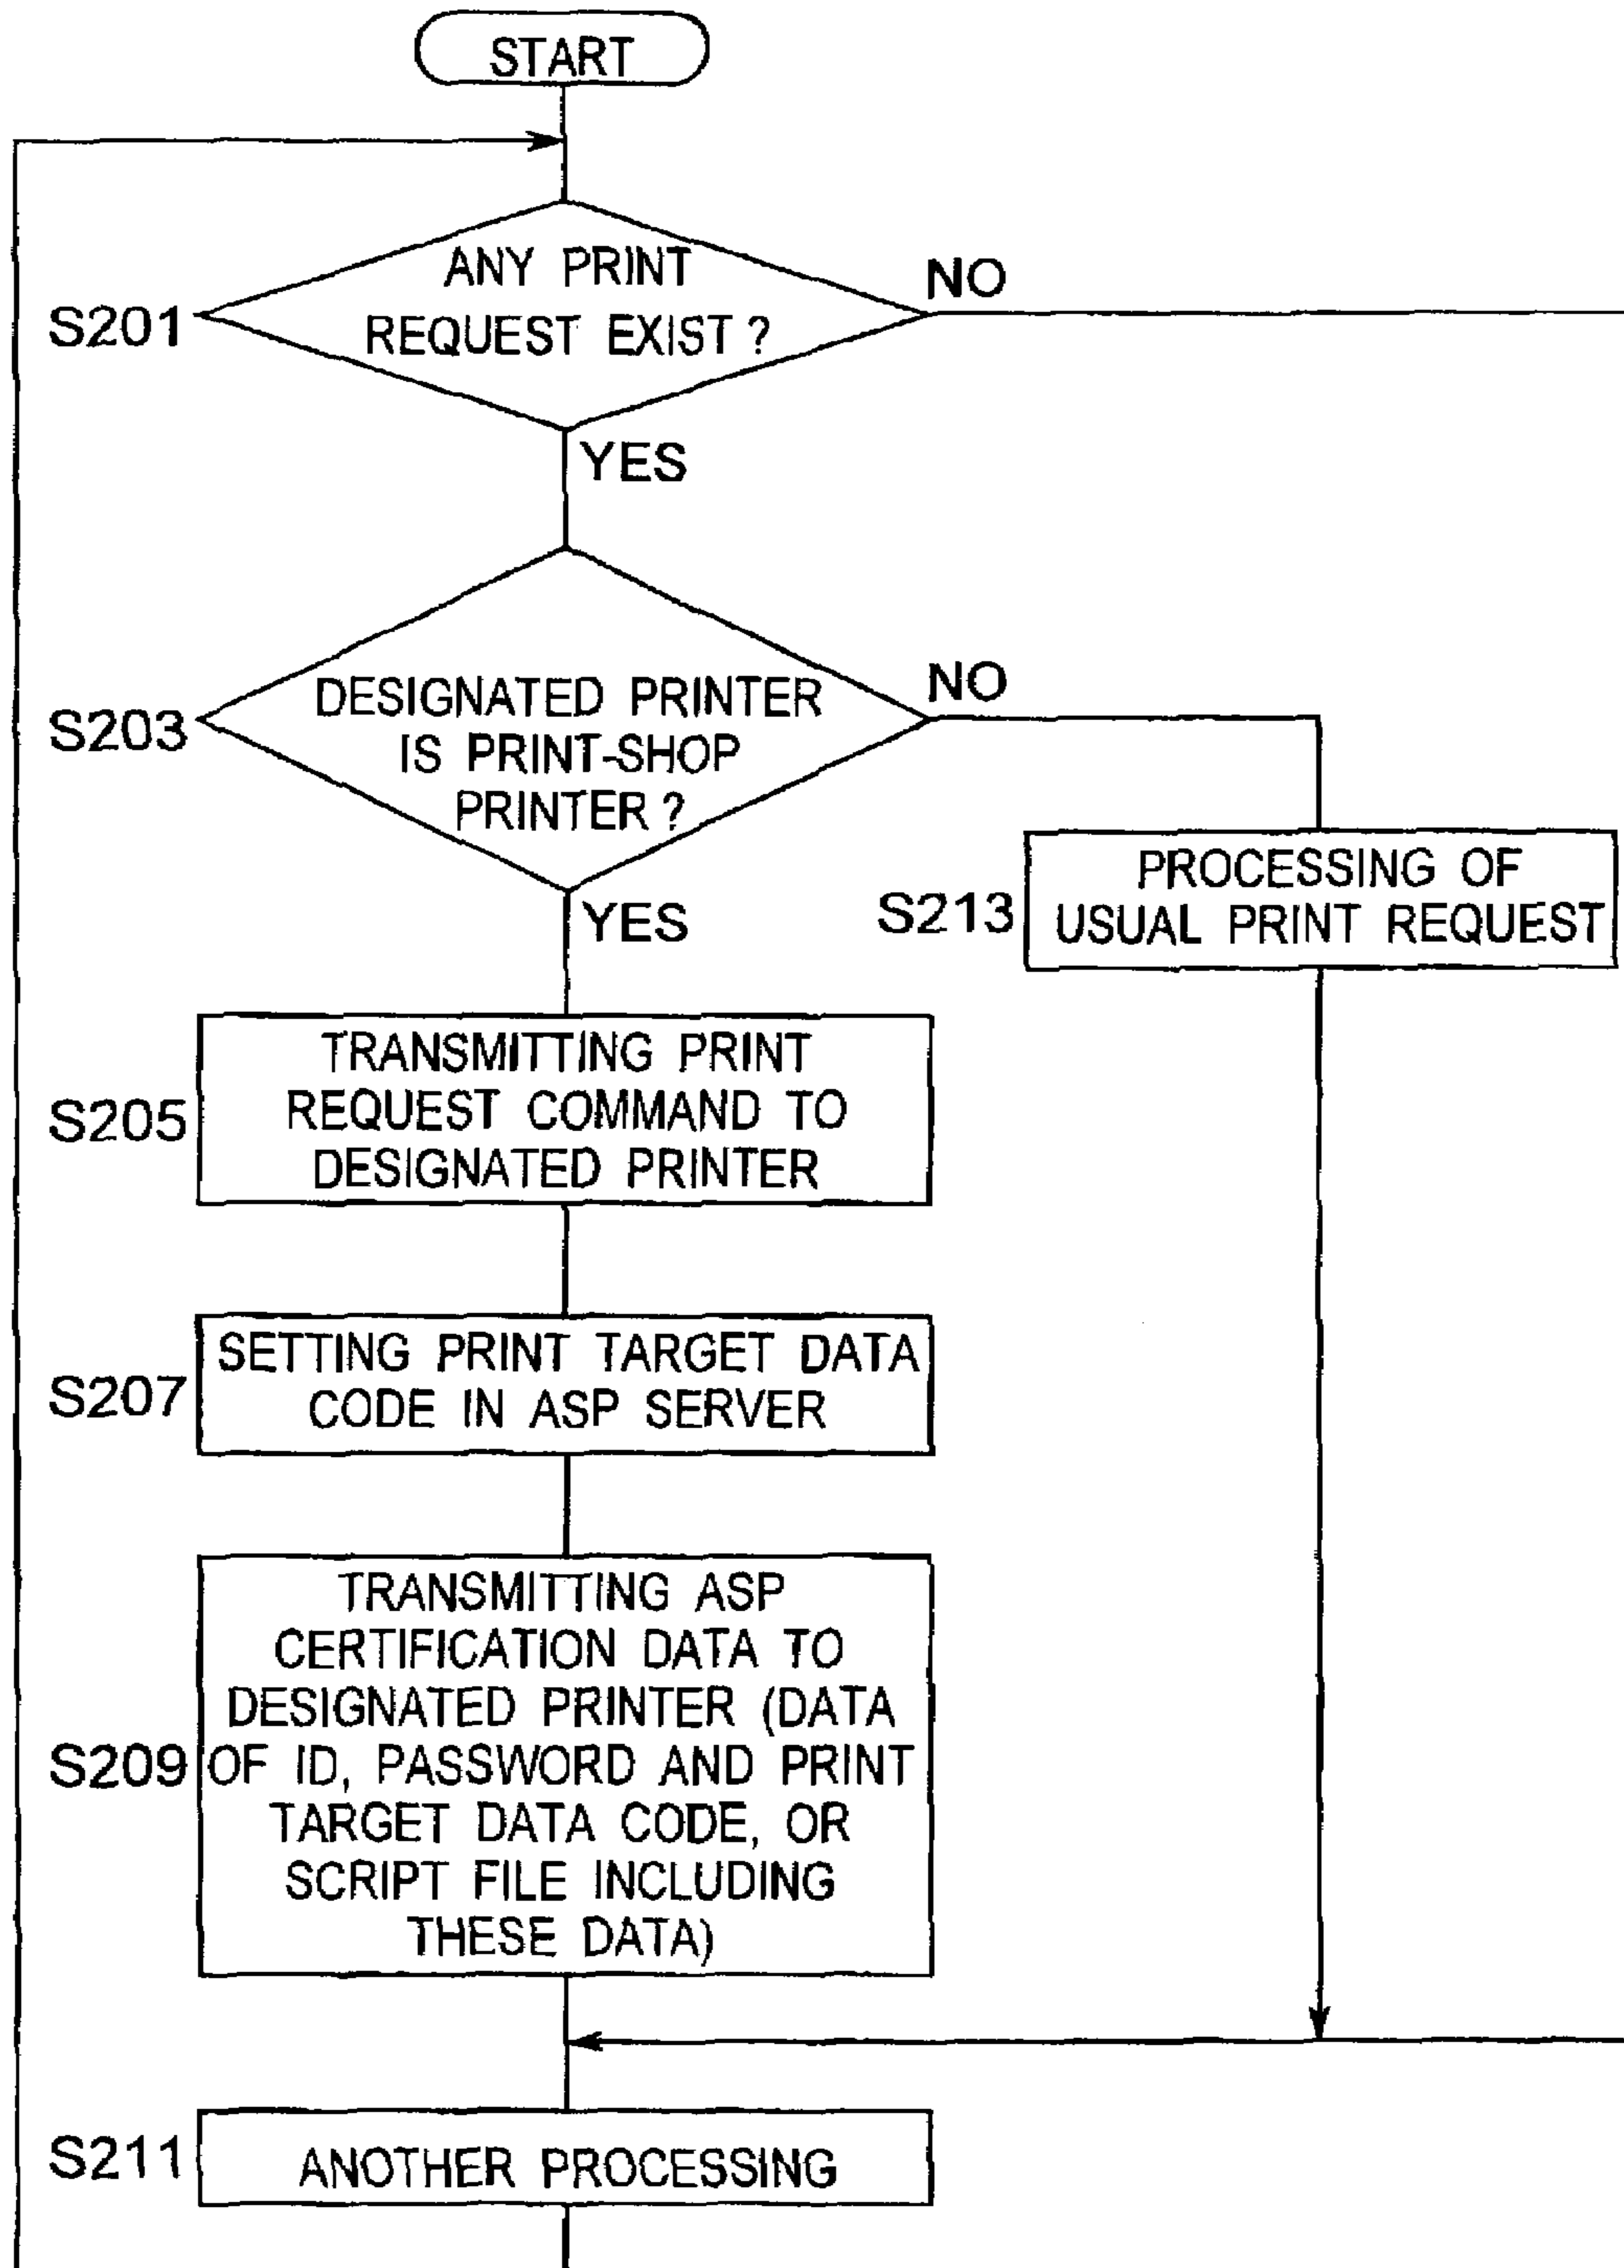 START
ANY PRINT
REQUEST EXIST ?
S201
NO
YES
DESIGNATED PRINTER
IS PRINT-SHOP
PRINTER ?
S203
NO
YES
PROCESSING OF
USUAL PRINT REQUEST
S213
TRANSMITTING PRINT
REQUEST COMMAND TO
DESIGNATED PRINTER
S205
SETTING PRINT TARGET DATA
CODE IN ASP SERVER
S207
TRANSMITTING ASP
CERTIFICATION DATA TO
DESIGNATED PRINTER (DATA
OF ID, PASSWORD AND PRINT
TARGET DATA CODE, OR
SCRIPT FILE INCLUDING
THESE DATA)
S209
S211
ANOTHER PROCESSING